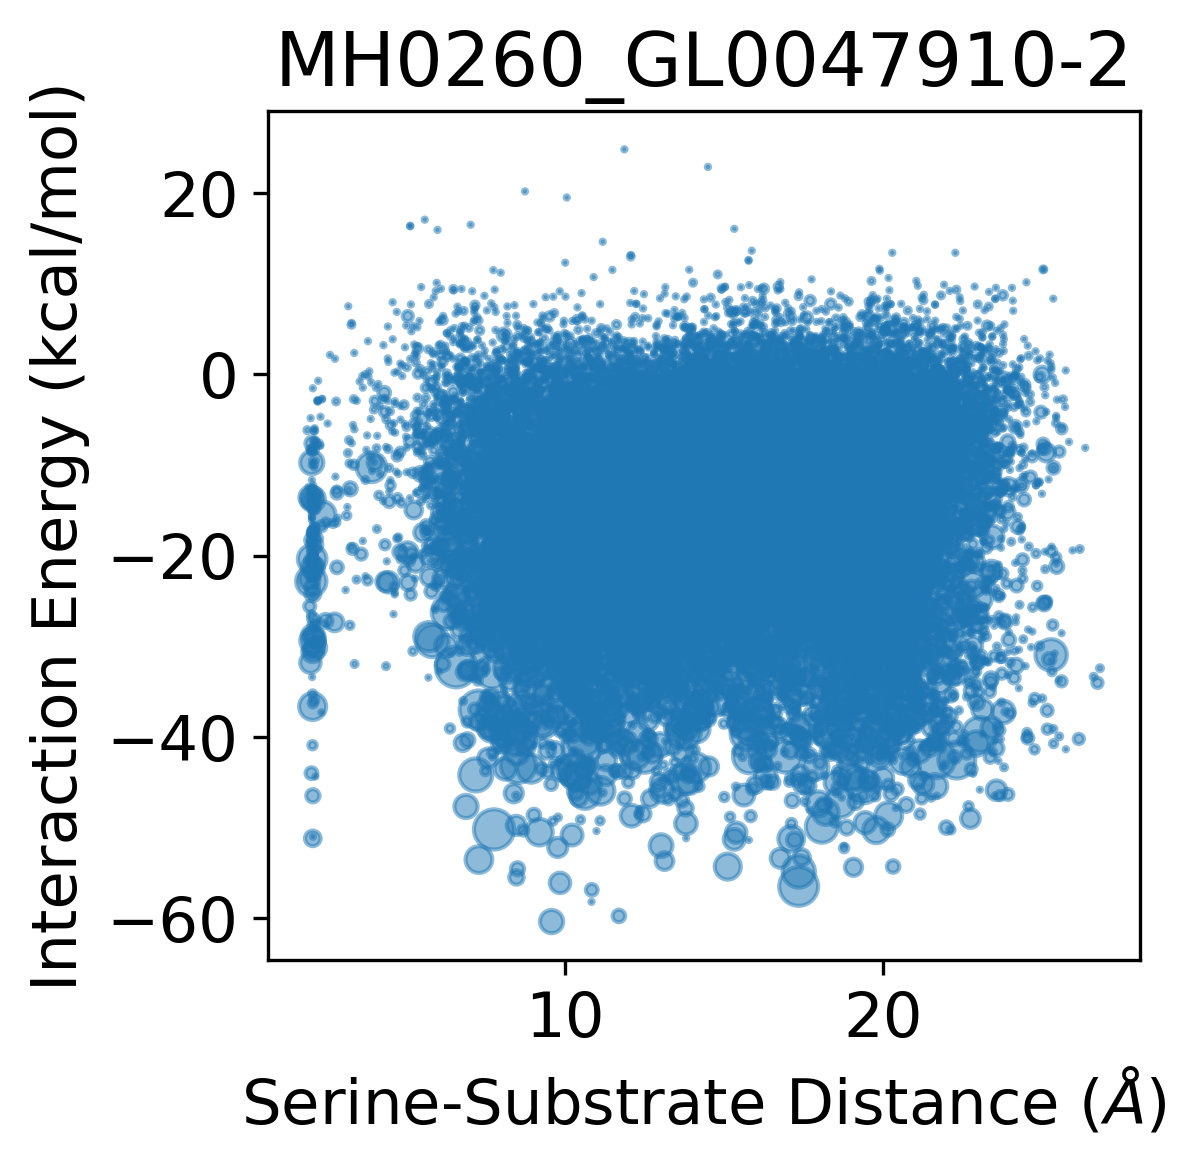 MH0260_GL0047910-2
Interaction Energy (kcal/mol)
20
0
−20
−40
−60
10 20
Serine-Substrate Distance (Å)